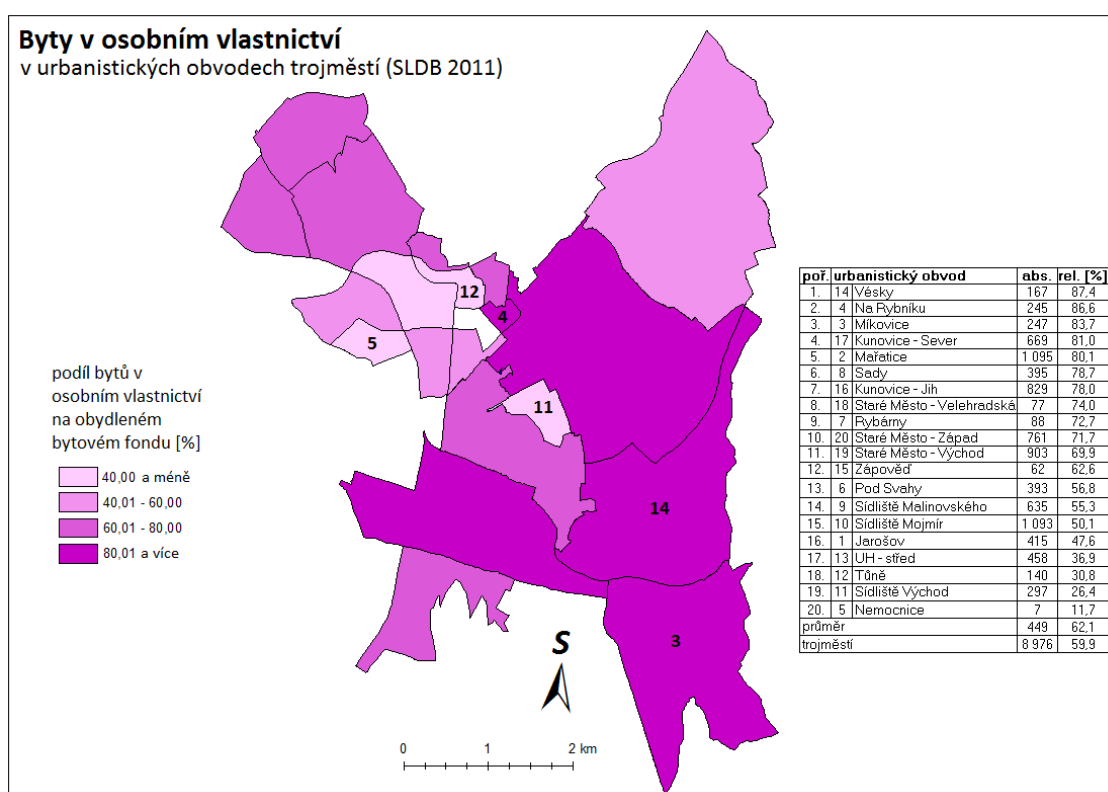 Byty v osobním vlastnictví
v urbanistických obvodech trojměstí (SLDB 2011)
12
4
5
11
14
3
podíl bytů v
osobním vlastnictví
na obydleném
bytovém fondu [%]
40,00 a méně
40,01 - 60,00
60,01 - 80,00
80,01 a více
S
0 1 2 km
poř. urbanistický obvod abs. rel. [%]
1. 14 Vésky 167 87,4
2. 4 Na Rybníku 245 86,6
3. 3 Míkovice 247 83,7
4. 17 Kunovice - Sever 669 81,0
5. 2 Mařatice 1 095 80,1
6. 8 Sady 395 78,7
7. 16 Kunovice - Jih 829 78,0
8. 18 Staré Město - Velehradská 77 74,0
9. 7 Rybárny 88 72,7
10. 20 Staré Město - Západ 761 71,7
11. 19 Staré Město - Východ 903 69,9
12. 15 Zápověď 62 62,6
13. 6 Pod Svahy 393 56,8
14. 9 Sídliště Malinovského 635 55,3
15. 10 Sídliště Mojmír 1 093 50,1
16. 1 Jarošov 415 47,6
17. 13 UH - střed 458 36,9
18. 12 Tůně 140 30,8
19. 11 Sídliště Východ 297 26,4
20. 5 Nemocnice 7 11,7
průměr 449 62,1
trojměstí 8 976 59,9